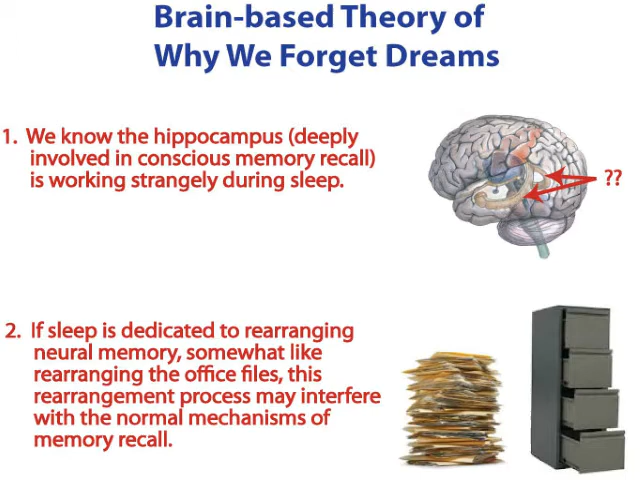 Brain-based Theory of
Why We Forget Dreams
1. We know the hippocampus (deeply
involved in conscious memory recall)
is working strangely during sleep.
??
2. If sleep is dedicated to rearranging
neural memory, somewhat like
rearranging the office files, this
rearrangement process may interfere
with the normal mechanisms of
memory recall.